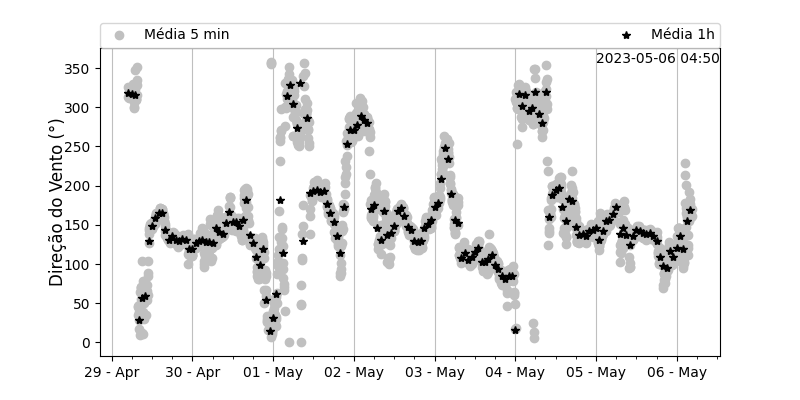 Média 5 min
Média 1h
2023-05-06 04:50
Direção do Vento (°)
350
300
250
200
150
100
50
0
29 - Apr
30 - Apr
01 - May
02 - May
03 - May
04 - May
05 - May
06 - May